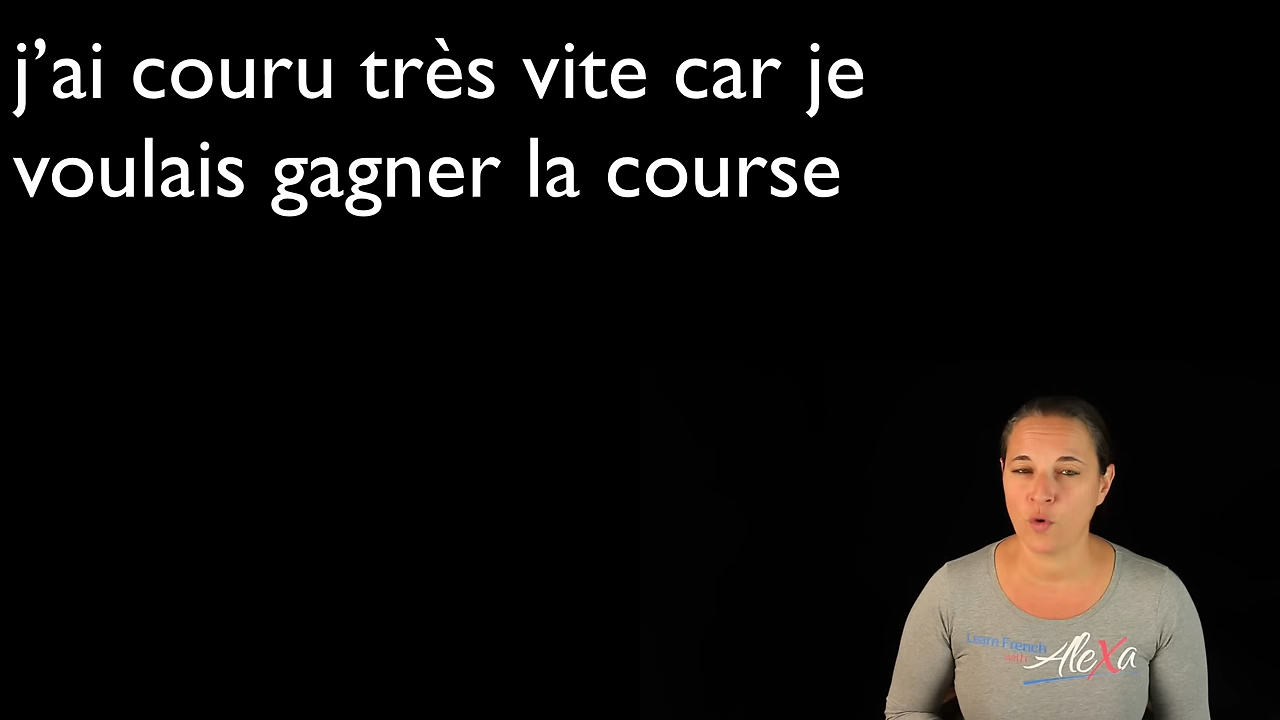 j’ai couru très vite car je
voulais gagner la course
Learn French
with Alexa